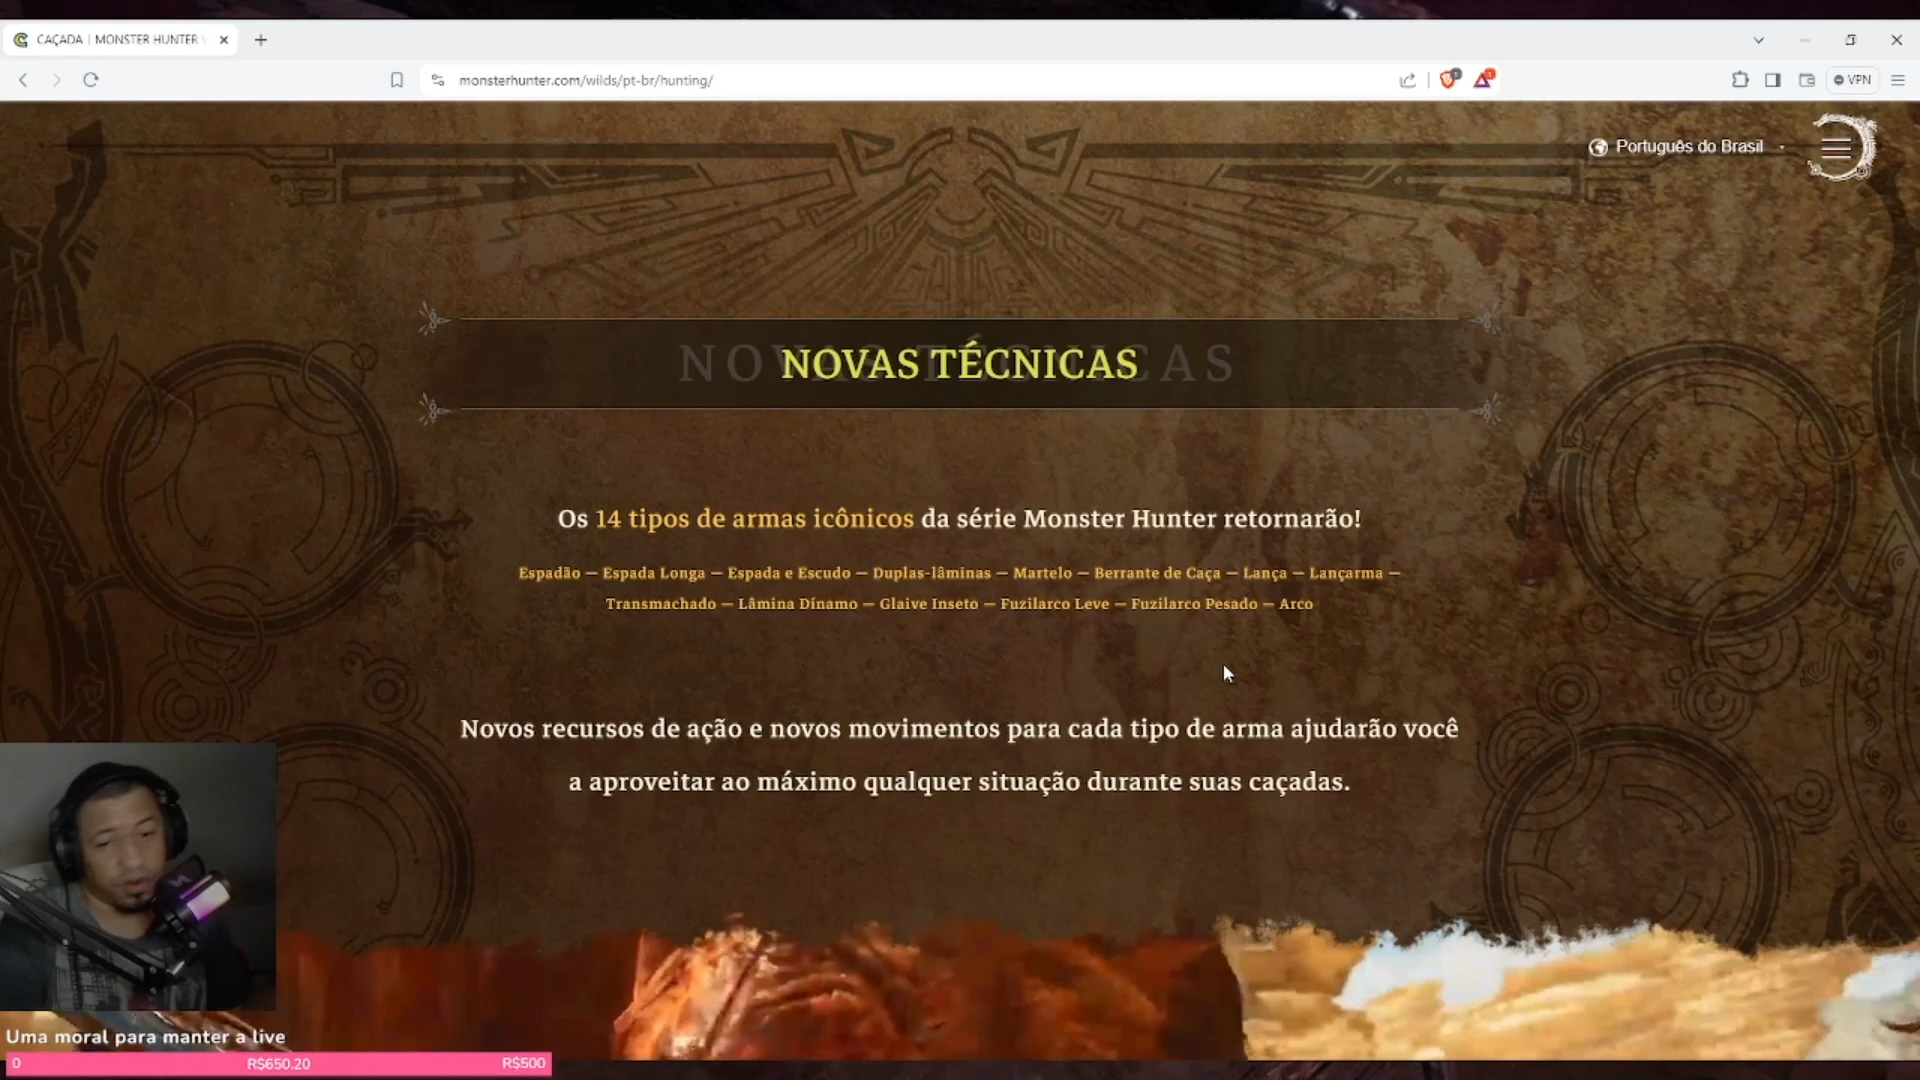 CAÇADA | MONSTER HUNTER
monsterhunter.com/wilds/pt-br/hunting/
VPN
Português do Brasil
NOVAS TÉCNICAS
NOVAS TÉCNICAS
Os 14 tipos de armas icônicos da série Monster Hunter retornarão!
Espadão — Espada Longa — Espada e Escudo — Duplas-lâminas — Martelo — Berrante de Caça — Lança — Lançarma —
Transmachado — Lâmina Dínamo — Glaive Inseto — Fuzilarco Leve — Fuzilarco Pesado — Arco
Novos recursos de ação e novos movimentos para cada tipo de arma ajudarão você
a aproveitar ao máximo qualquer situação durante suas caçadas.
Uma moral para manter a live
0 R$650.20 R$500